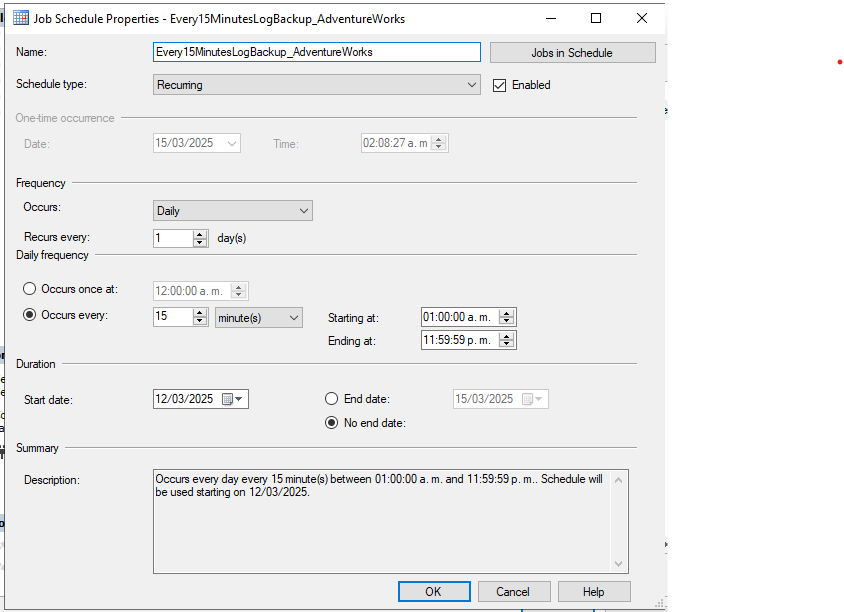 Job Schedule Properties - Every15MinutesLogBackup_AdventureWorks
Name:
Every15MinutesLogBackup_AdventureWorks
Jobs in Schedule
Schedule type:
Recurring
Enabled
One-time occurrence
Date:
15/03/2025
Time:
02:08:27 a. m
Frequency
Occurs:
Daily
Recurs every:
1
day(s)
Daily frequency
Occurs once at:
12:00:00 a. m.
Occurs every:
15
minute(s)
Starting at:
01:00:00 a. m.
Ending at:
11:59:59 p. m.
Duration
Start date:
12/03/2025
End date:
15/03/2025
No end date:
Summary
Description:
Occurs every day every 15 minute(s) between 01:00:00 a. m. and 11:59:59 p. m.. Schedule will
be used starting on 12/03/2025.
OK
Cancel
Help